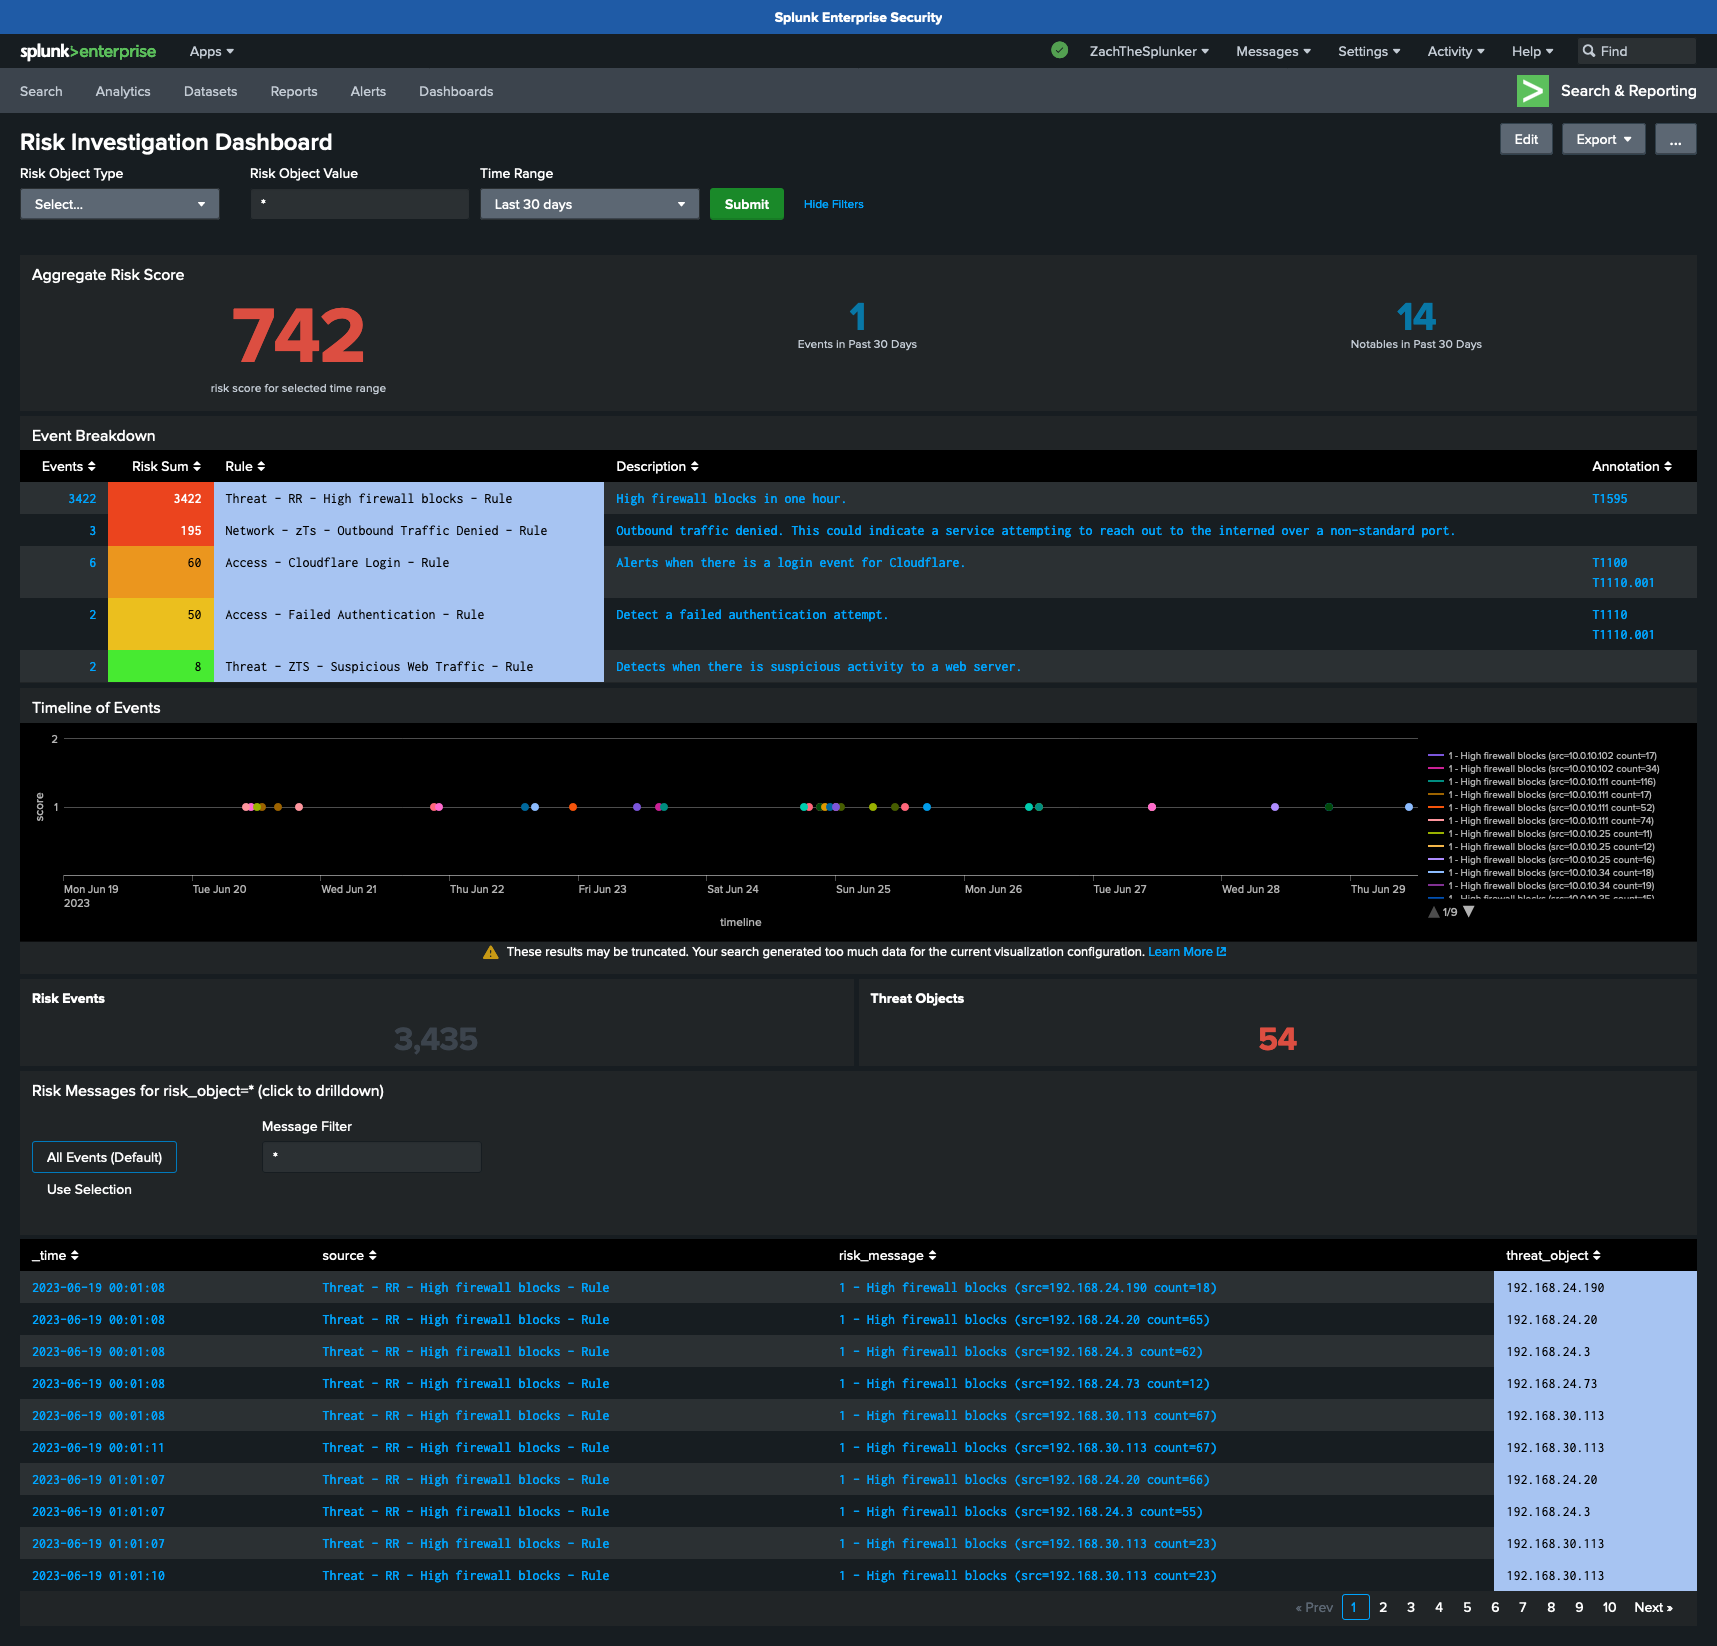 Splunk Enterprise Security
splunk>enterprise Apps ZachTheSplunker Messages Settings Activity Help Find
Search Analytics Datasets Reports Alerts Dashboards Search & Reporting
Risk Investigation Dashboard Edit Export ...
Risk Object Type Risk Object Value Time Range
Select... * Last 30 days Submit Hide Filters
Aggregate Risk Score
742 1 14
Events in Past 30 Days Notables in Past 30 Days
risk score for selected time range
Event Breakdown
Events Risk Sum Rule Description Annotation
3422 3422 Threat - RR - High firewall blocks - Rule High firewall blocks in one hour. T1595
3 195 Network - zTs - Outbound Traffic Denied - Rule Outbound traffic denied. This could indicate a service attempting to reach out to the interned over a non-standard port.
6 60 Access - Cloudflare Login - Rule Alerts when there is a login event for Cloudflare. T1100
T1110.001
2 50 Access - Failed Authentication - Rule Detect a failed authentication attempt. T1110
T1110.001
2 8 Threat - ZTS - Suspicious Web Traffic - Rule Detects when there is suspicious activity to a web server.
Timeline of Events
2
score
1
Mon Jun 19 Tue Jun 20 Wed Jun 21 Thu Jun 22 Fri Jun 23 Sat Jun 24 Sun Jun 25 Mon Jun 26 Tue Jun 27 Wed Jun 28 Thu Jun 29
2023
timeline
1 - High firewall blocks (src=10.0.10.102 count=17)
1 - High firewall blocks (src=10.0.10.102 count=34)
1 - High firewall blocks (src=10.0.10.111 count=116)
1 - High firewall blocks (src=10.0.10.111 count=17)
1 - High firewall blocks (src=10.0.10.111 count=52)
1 - High firewall blocks (src=10.0.10.111 count=74)
1 - High firewall blocks (src=10.0.10.25 count=11)
1 - High firewall blocks (src=10.0.10.25 count=12)
1 - High firewall blocks (src=10.0.10.25 count=16)
1 - High firewall blocks (src=10.0.10.34 count=18)
1 - High firewall blocks (src=10.0.10.34 count=19)
1 - High firewall blocks (src=10.0.10.35 count=15)
1/9
These results may be truncated. Your search generated too much data for the current visualization configuration. Learn More
Risk Events Threat Objects
3,435 54
Risk Messages for risk_object=* (click to drilldown)
Message Filter
All Events (Default) *
Use Selection
_time source risk_message threat_object
2023-06-19 00:01:08 Threat - RR - High firewall blocks - Rule 1 - High firewall blocks (src=192.168.24.190 count=18) 192.168.24.190
2023-06-19 00:01:08 Threat - RR - High firewall blocks - Rule 1 - High firewall blocks (src=192.168.24.20 count=65) 192.168.24.20
2023-06-19 00:01:08 Threat - RR - High firewall blocks - Rule 1 - High firewall blocks (src=192.168.24.3 count=62) 192.168.24.3
2023-06-19 00:01:08 Threat - RR - High firewall blocks - Rule 1 - High firewall blocks (src=192.168.24.73 count=12) 192.168.24.73
2023-06-19 00:01:08 Threat - RR - High firewall blocks - Rule 1 - High firewall blocks (src=192.168.30.113 count=67) 192.168.30.113
2023-06-19 00:01:11 Threat - RR - High firewall blocks - Rule 1 - High firewall blocks (src=192.168.30.113 count=67) 192.168.30.113
2023-06-19 01:01:07 Threat - RR - High firewall blocks - Rule 1 - High firewall blocks (src=192.168.24.20 count=66) 192.168.24.20
2023-06-19 01:01:07 Threat - RR - High firewall blocks - Rule 1 - High firewall blocks (src=192.168.24.3 count=55) 192.168.24.3
2023-06-19 01:01:07 Threat - RR - High firewall blocks - Rule 1 - High firewall blocks (src=192.168.30.113 count=23) 192.168.30.113
2023-06-19 01:01:10 Threat - RR - High firewall blocks - Rule 1 - High firewall blocks (src=192.168.30.113 count=23) 192.168.30.113
« Prev 1 2 3 4 5 6 7 8 9 10 Next »